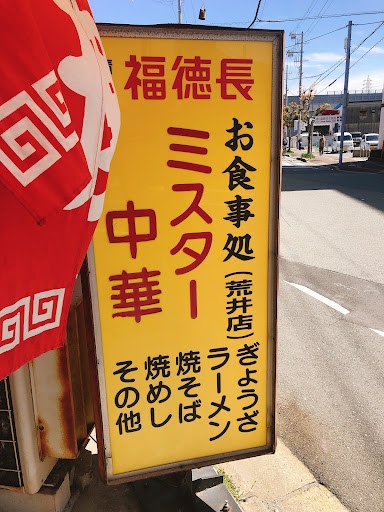 長徳福
お食事処(荒井店)
ミスター
中華
ぎょうざ
ラーメン
焼そば
焼めし
その他